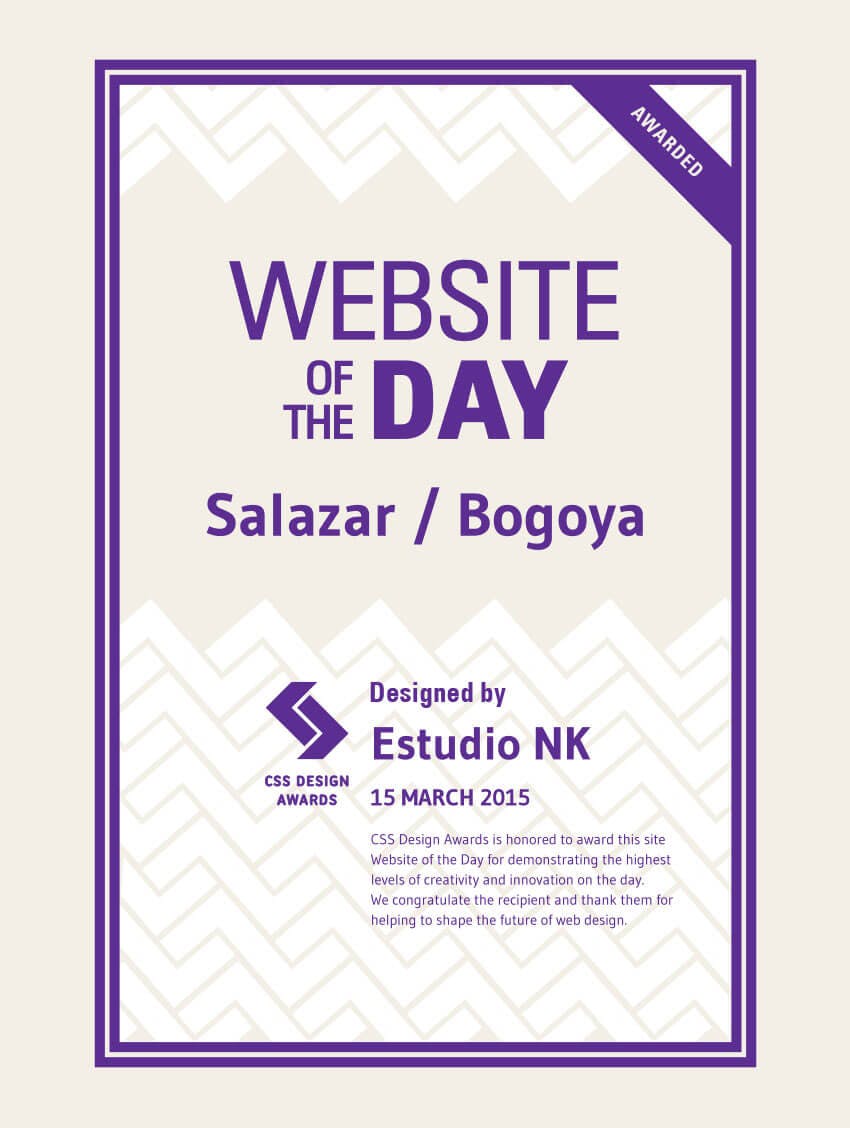 AWARDED
WEBSITE
OF
THE DAY
Salazar / Bogoya
Designed by
Estudio NK
CSS DESIGN
AWARDS
15 MARCH 2015
CSS Design Awards is honored to award this site
Website of the Day for demonstrating the highest
levels of creativity and innovation on the day.
We congratulate the recipient and thank them for
helping to shape the future of web design.